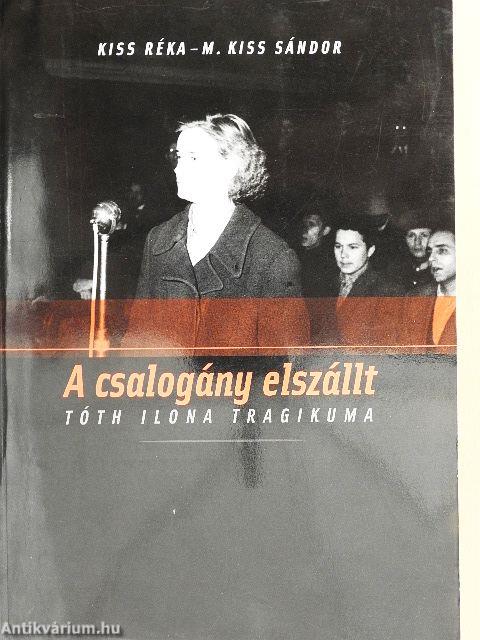 KISS RÉKA – M. KISS SÁNDOR
A csalogány elszállt
TÓTH ILONA TRAGIKUMA
Antikvárium.hu